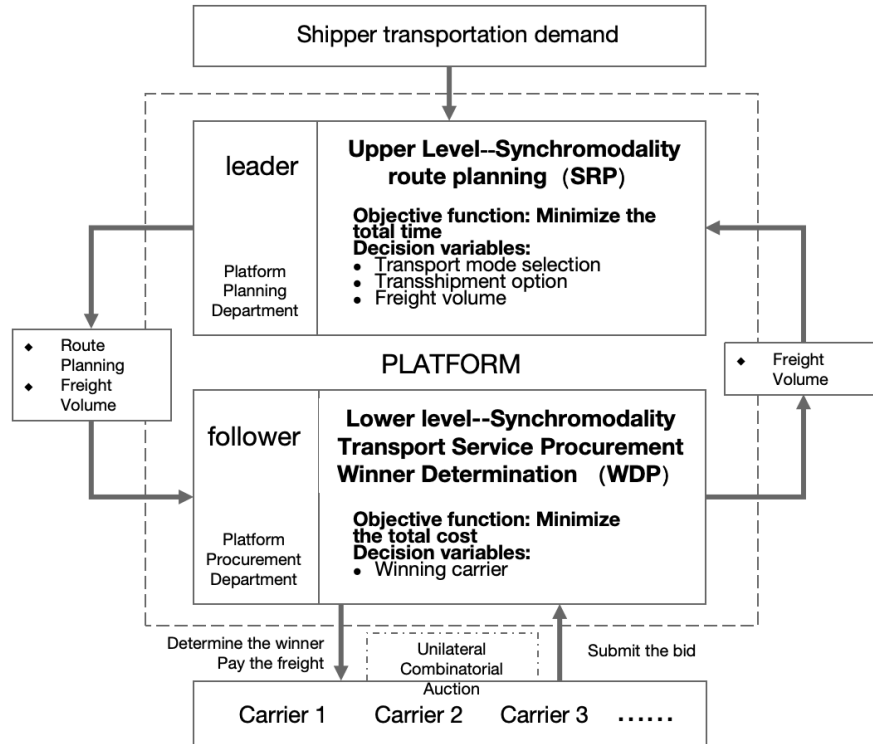 Shipper transportation demand
leader
Platform
Planning
Department
Upper Level--Synchromodality
route planning （SRP）
Objective function: Minimize the
total time
Decision variables:
• Transport mode selection
• Transshipment option
• Freight volume
◆ Route
Planning
◆ Freight
Volume
PLATFORM
◆ Freight
Volume
follower
Platform
Procurement
Department
Lower level--Synchromodality
Transport Service Procurement
Winner Determination （WDP）
Objective function: Minimize
the total cost
Decision variables:
• Winning carrier
Determine the winner
Pay the freight
Unilateral
Combinatorial
Auction
Submit the bid
Carrier 1 Carrier 2 Carrier 3 ……